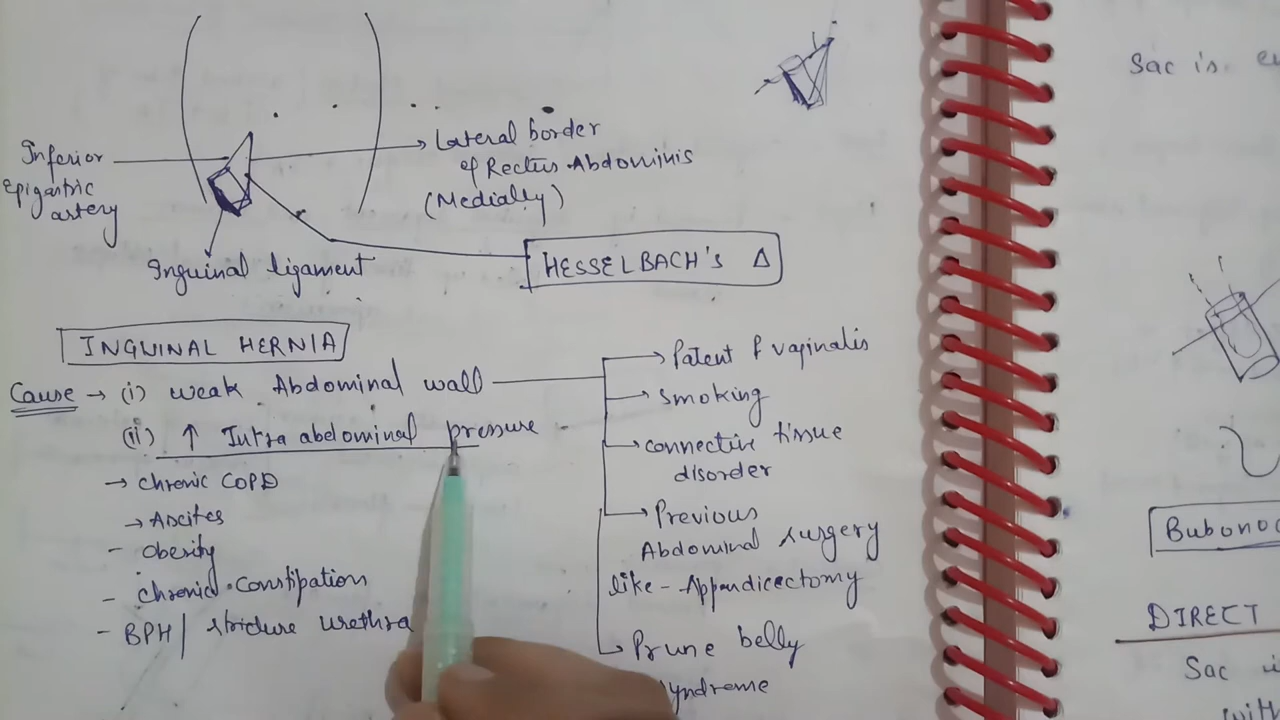 Inferior
Epigastric
artery
Lateral border
of Rectus Abdominis
(Medially)
Inguinal ligament
HESSELBACH'S Δ
INGUINAL HERNIA
Cause → (i) weak Abdominal wall
(ii) ↑ Intra abdominal pressure
→ chronic COPD
→ Ascites
- Obesity
- chronic constipation
- BPH/ stricture urethra
→ Patent P vaginalis
→ smoking
→ connective tissue
disorder
→ Previous
Abdominal surgery
like - Appendicectomy
→ Prune belly
syndrome
Sac is
Bubono
DIRECT
Sac i
with